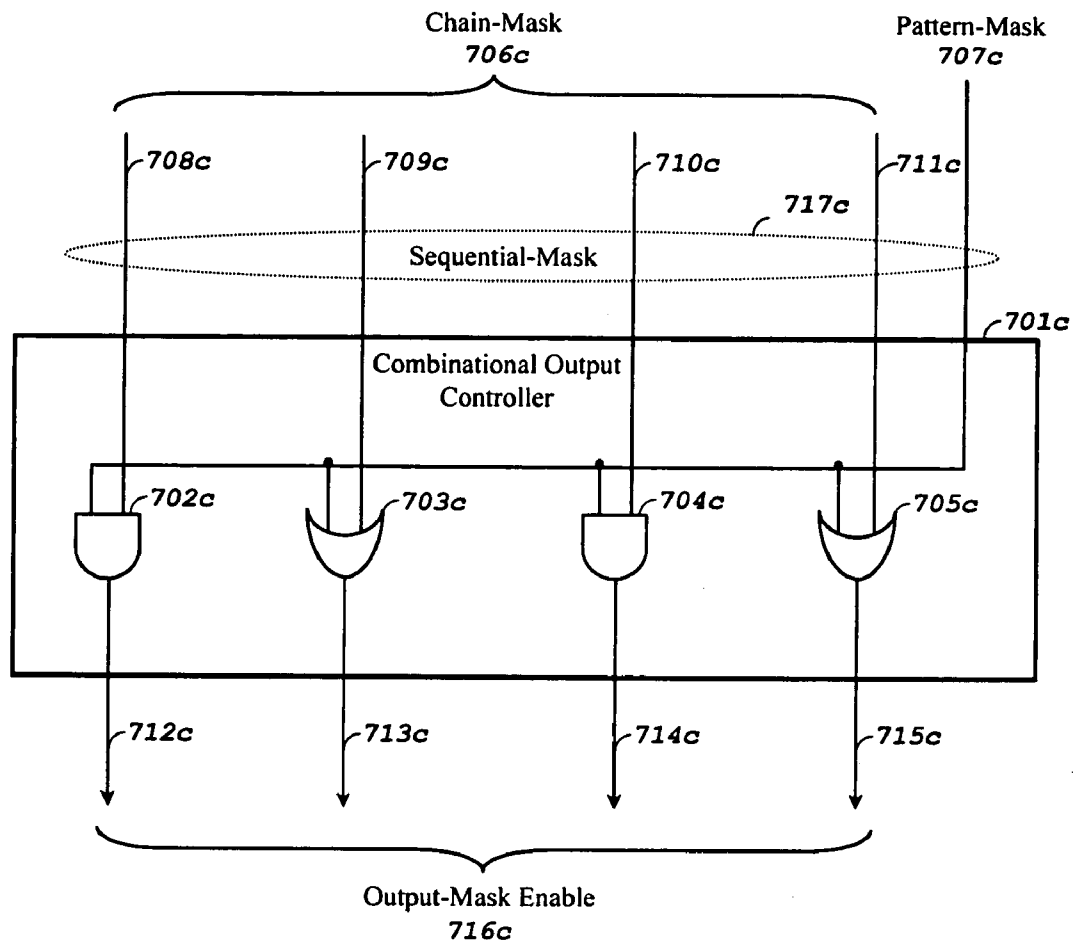 Chain-Mask
706c
Pattern-Mask
707c
708c
709c
710c
711c
717c
Sequential-Mask
701c
Combinational Output
Controller
702c
703c
704c
705c
712c
713c
714c
715c
Output-Mask Enable
716c